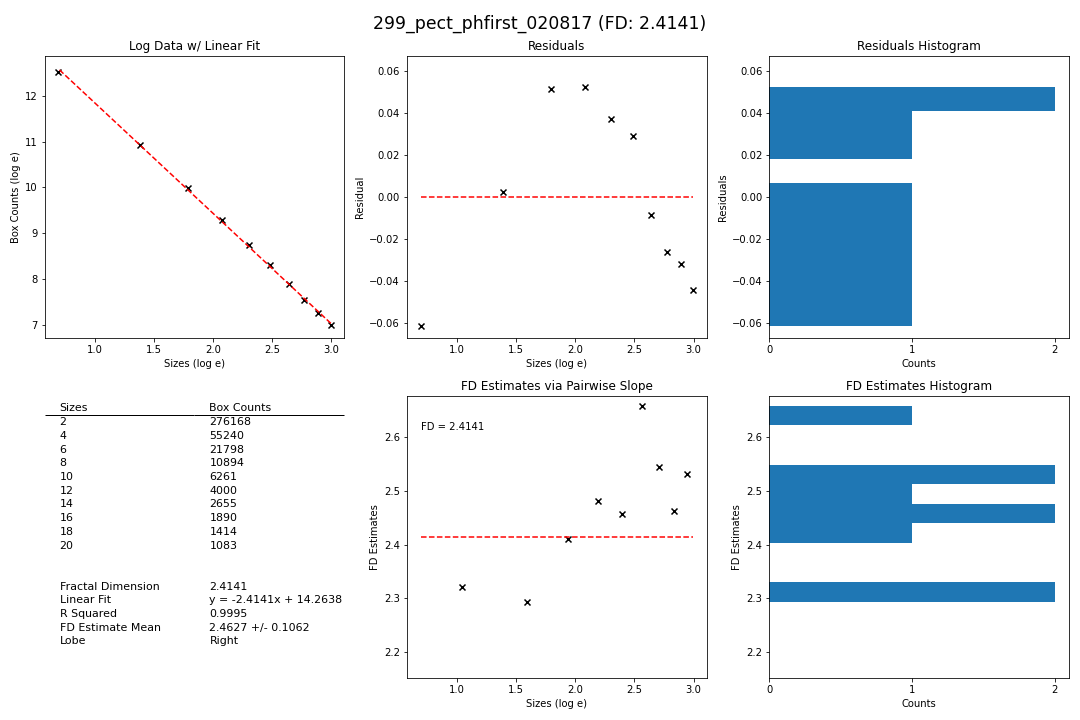 299_pect_phfirst_020817 (FD: 2.4141)
Log Data w/ Linear Fit
12
11
10
9
8
7
Box Counts (log e)
1.0 1.5 2.0 2.5 3.0
Sizes (log e)
Residuals
0.06
0.04
0.02
0.00
−0.02
−0.04
−0.06
Residual
1.0 1.5 2.0 2.5 3.0
Sizes (log e)
Residuals Histogram
0.06
0.04
0.02
0.00
−0.02
−0.04
−0.06
Residuals
0 1 2
Counts
Sizes Box Counts
2 276168
4 55240
6 21798
8 10894
10 6261
12 4000
14 2655
16 1890
18 1414
20 1083
Fractal Dimension 2.4141
Linear Fit y = -2.4141x + 14.2638
R Squared 0.9995
FD Estimate Mean 2.4627 +/- 0.1062
Lobe Right
FD Estimates via Pairwise Slope
FD = 2.4141
2.6
2.5
2.4
2.3
2.2
FD Estimates
1.0 1.5 2.0 2.5 3.0
Sizes (log e)
FD Estimates Histogram
2.6
2.5
2.4
2.3
2.2
FD Estimates
0 1 2
Counts